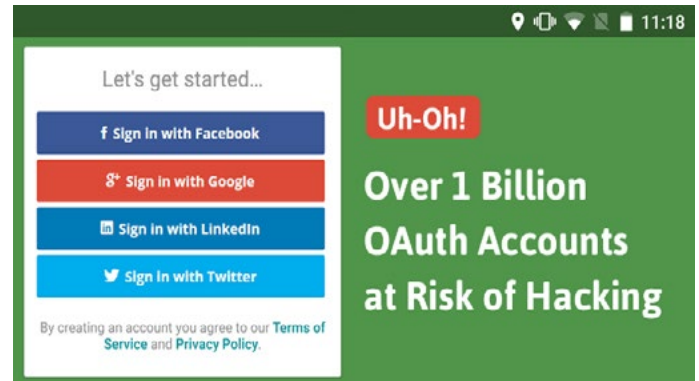 11:18
Let's get started...
f Sign in with Facebook
g+ Sign in with Google
in Sign in with LinkedIn
Sign in with Twitter
By creating an account you agree to our Terms of
Service and Privacy Policy.
Uh-Oh!
Over 1 Billion
OAuth Accounts
at Risk of Hacking